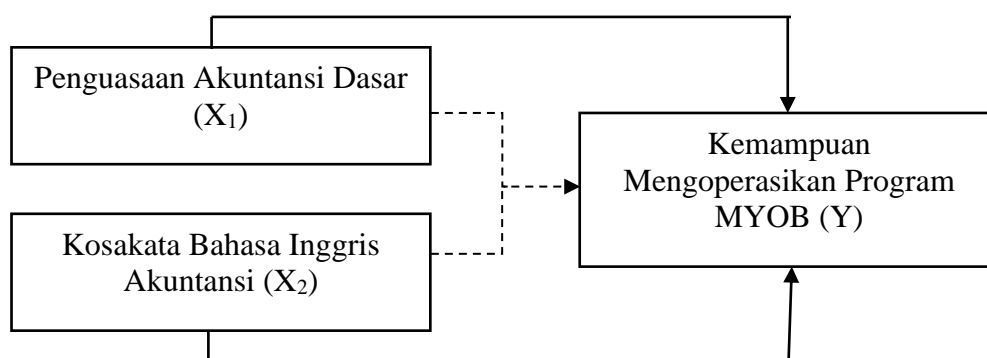 Penguasaan Akuntansi Dasar
(X₁)
Kosakata Bahasa Inggris
Akuntansi (X₂)
Kemampuan
Mengoperasikan Program
MYOB (Y)